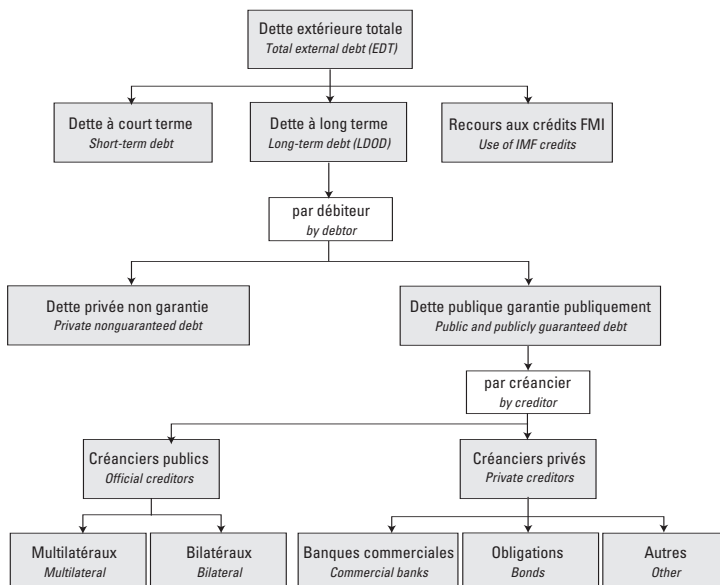 Dette extérieure totale
Total external debt (EDT)
Dette à court terme
Short-term debt
Dette à long terme
Long-term debt (LDOD)
Recours aux crédits FMI
Use of IMF credits
par débiteur
by debtor
Dette privée non garantie
Private nonguaranteed debt
Dette publique garantie publiquement
Public and publicly guaranteed debt
par créancier
by creditor
Créanciers publics
Official creditors
Créanciers privés
Private creditors
Multilatéraux
Multilateral
Bilatéraux
Bilateral
Banques commerciales
Commercial banks
Obligations
Bonds
Autres
Other